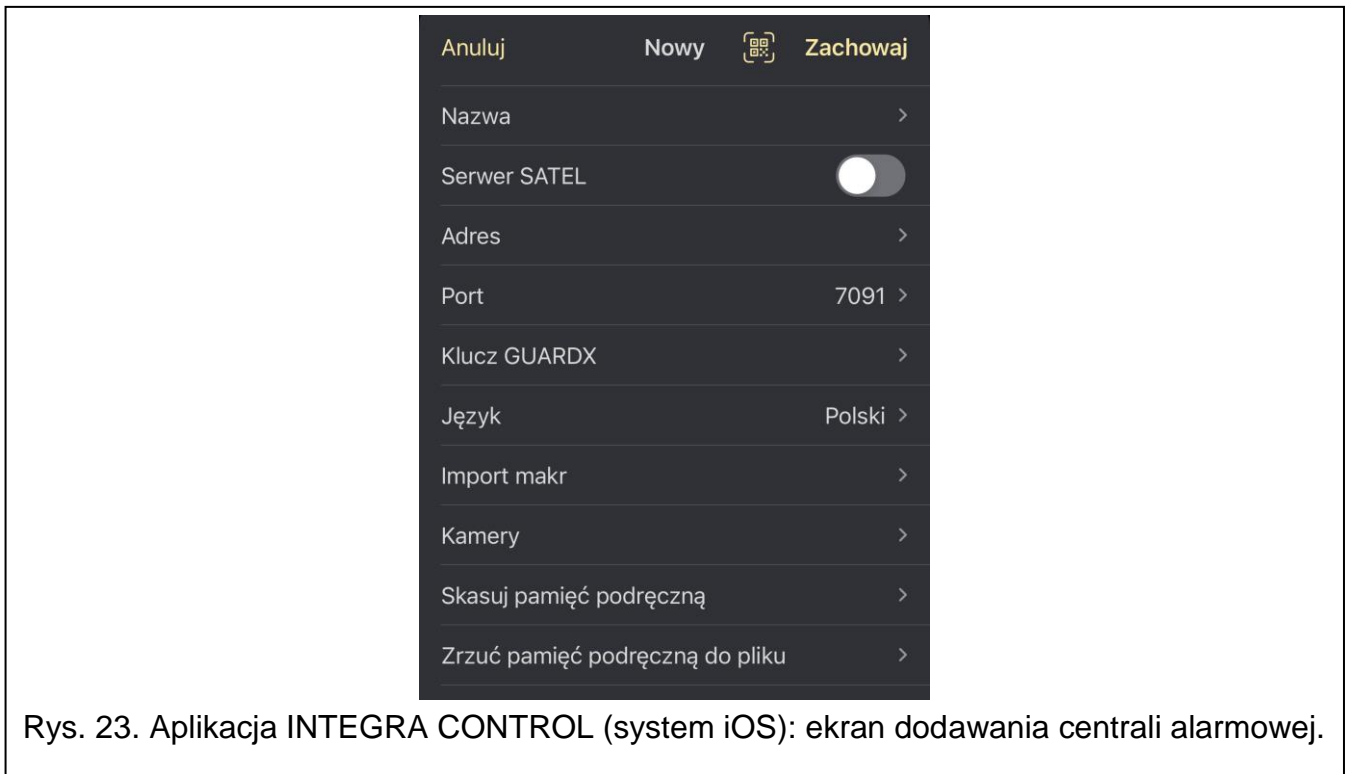 Anuluj Nowy Zachowaj
Nazwa
Serwer SATEL
Adres
Port 7091
Klucz GUARDX
Język Polski
Import makr
Kamery
Skasuj pamięć podręczną
Zrzuć pamięć podręczną do pliku
Rys. 23. Aplikacja INTEGRA CONTROL (system iOS): ekran dodawania centrali alarmowej.